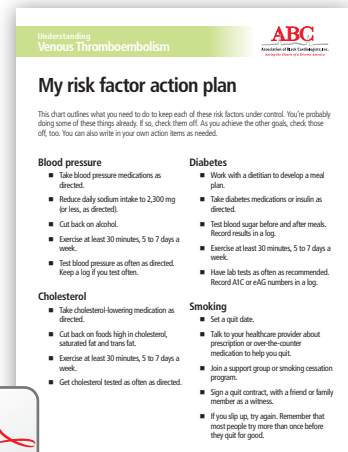 Understanding
Venous Thromboembolism
ABC
Association of Black Cardiologists, Inc.
Saving the Hearts of a Diverse America
My risk factor action plan
This chart outlines what you need to do to keep each of these risk factors under control. You're probably
doing some of these things already. If so, check them off. As you achieve the other goals, check those
off, too. You can also write in your own action items as needed.
Blood pressure
■ Take blood pressure medications as
directed.
■ Reduce daily sodium intake to 2,300 mg
(or less, as directed).
■ Cut back on alcohol.
■ Exercise at least 30 minutes, 5 to 7 days a
week.
■ Test blood pressure as often as directed.
Keep a log if you test often.
Cholesterol
■ Take cholesterol-lowering medication as
directed.
■ Cut back on foods high in cholesterol,
saturated fat and trans fat.
■ Exercise at least 30 minutes, 5 to 7 days a
week.
■ Get cholesterol tested as often as directed.
Diabetes
■ Work with a dietitian to develop a meal
plan.
■ Take diabetes medications or insulin as
directed.
■ Test blood sugar before and after meals.
Record results in a log.
■ Exercise at least 30 minutes, 5 to 7 days a
week.
■ Have lab tests as often as recommended.
Record A1C or eAG numbers in a log.
Smoking
■ Set a quit date.
■ Talk to your healthcare provider about
prescription or over-the-counter
medication to help you quit.
■ Join a support group or smoking cessation
program.
■ Sign a quit contract, with a friend or family
member as a witness.
■ If you slip up, try again. Remember that
most people try more than once before
they quit for good.